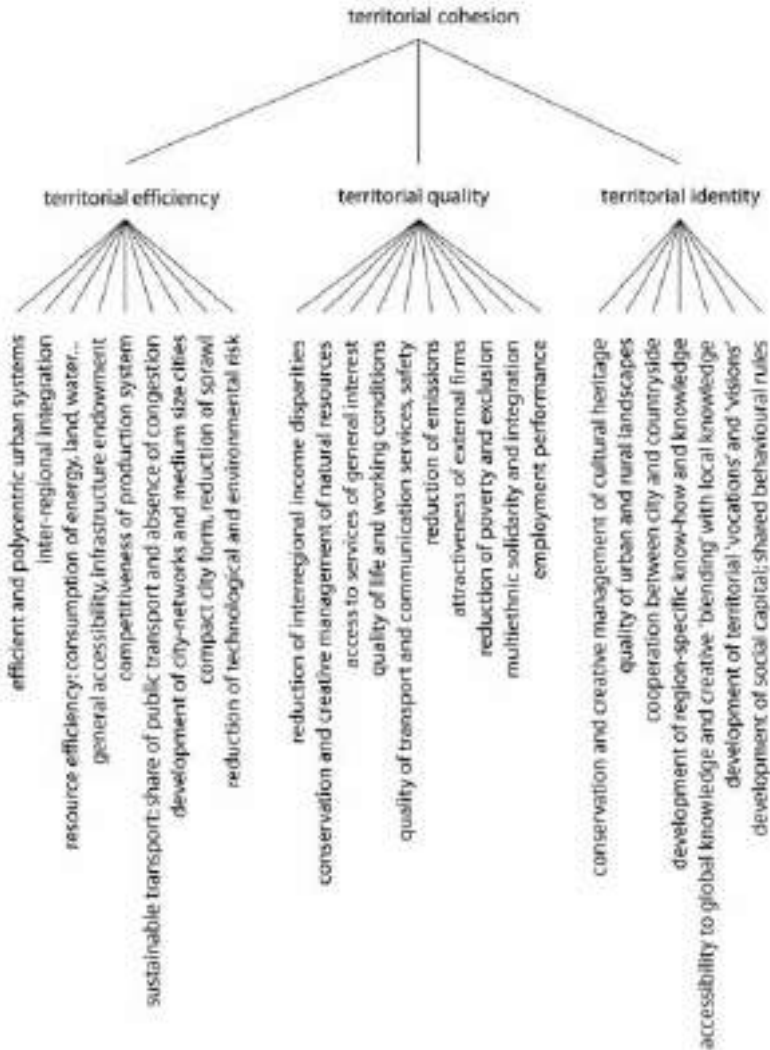 territorial cohesion
territorial efficiency
territorial quality
territorial identity
efficient and polycentric urban systems
inter-regional integration
resource efficiency: consumption of energy, land, water...
general accessibility, infrastructure endowment
competitiveness of production system
sustainable transport: share of public transport and absence of congestion
development of city-networks and medium size cities
compact city form, reduction of sprawl
reduction of technological and environmental risk
reduction of interregional income disparities
conservation and creative management of natural resources
access to services of general interest
quality of life and working conditions
quality of transport and communication services, safety
reduction of emissions
attractiveness of external firms
reduction of poverty and exclusion
multiethnic solidarity and integration
employment performance
conservation and creative management of cultural heritage
quality of urban and rural landscapes
cooperation between city and countryside
development of region-specific know-how and knowledge
accessibility to global knowledge and creative 'blending' with local knowledge
development of territorial 'vocations' and 'visions'
development of social capital; shared behavioural rules